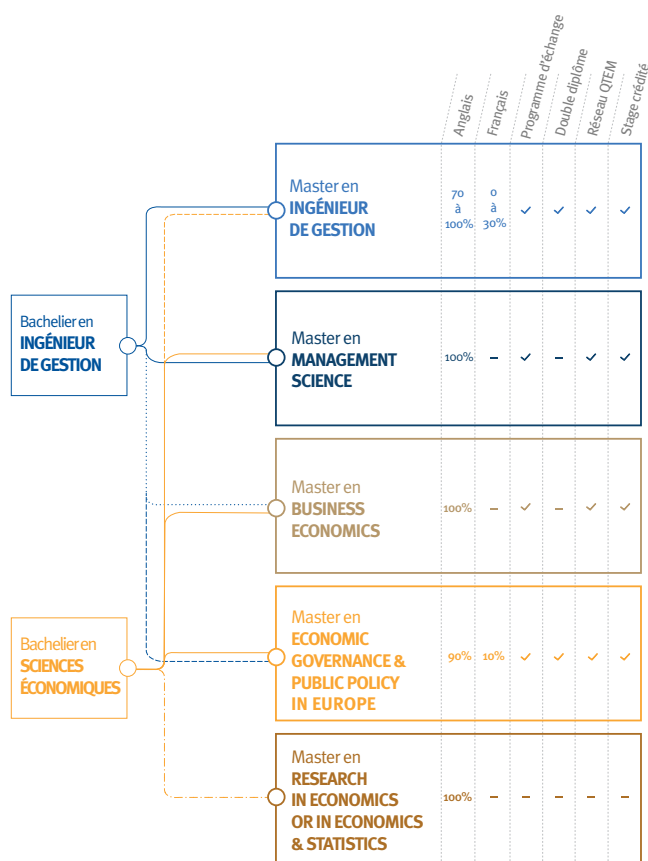 Anglais
Français
Programme d'échange
Double diplôme
Réseau QTEM
Stage crédité
Master en
INGÉNIEUR
DE GESTION
70
à
100%
0
à
30%
✓ ✓ ✓ ✓
Bachelier en
INGÉNIEUR
DE GESTION
Master en
MANAGEMENT
SCIENCE
100% – ✓ – ✓ ✓
Master en
BUSINESS
ECONOMICS
100% – ✓ – ✓ ✓
Bachelier en
SCIENCES
ÉCONOMIQUES
Master en
ECONOMIC
GOVERNANCE &
PUBLIC POLICY
IN EUROPE
90% 10% ✓ ✓ ✓ ✓
Master en
RESEARCH
IN ECONOMICS
OR IN ECONOMICS
& STATISTICS
100% – – – – –